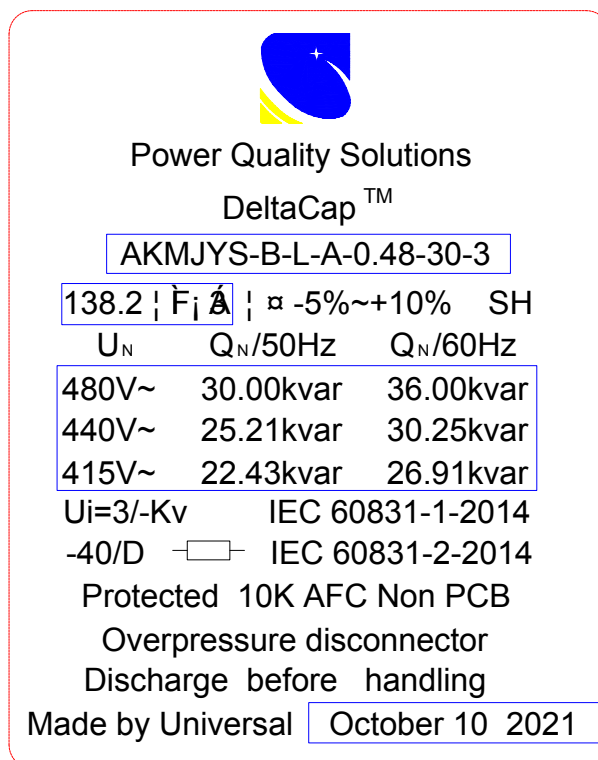 Power Quality Solutions
DeltaCap TM
AKMJYS-B-L-A-0.48-30-3
138.2 ¦ -5%~+10% SH
UN QN/50Hz QN/60Hz
480V~ 30.00kvar 36.00kvar
440V~ 25.21kvar 30.25kvar
415V~ 22.43kvar 26.91kvar
Ui=3/-Kv IEC 60831-1-2014
-40/D IEC 60831-2-2014
Protected 10K AFC Non PCB
Overpressure disconnector
Discharge before handling
Made by Universal October 10 2021